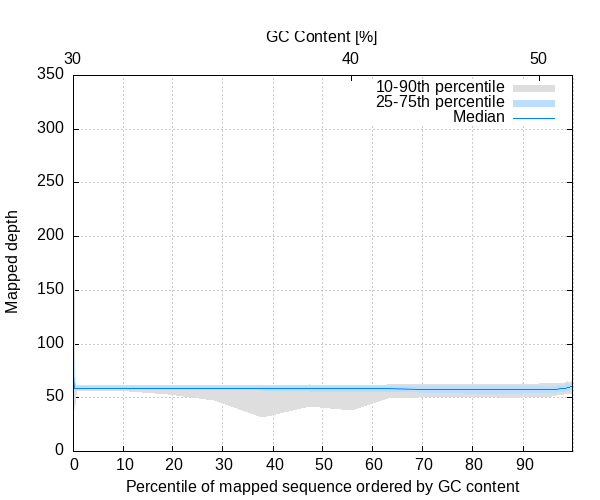 GC Content [%]
30 40 50
350
300
250
200
150
100
50
0
Mapped depth
10-90th percentile
25-75th percentile
Median
0 10 20 30 40 50 60 70 80 90
Percentile of mapped sequence ordered by GC content